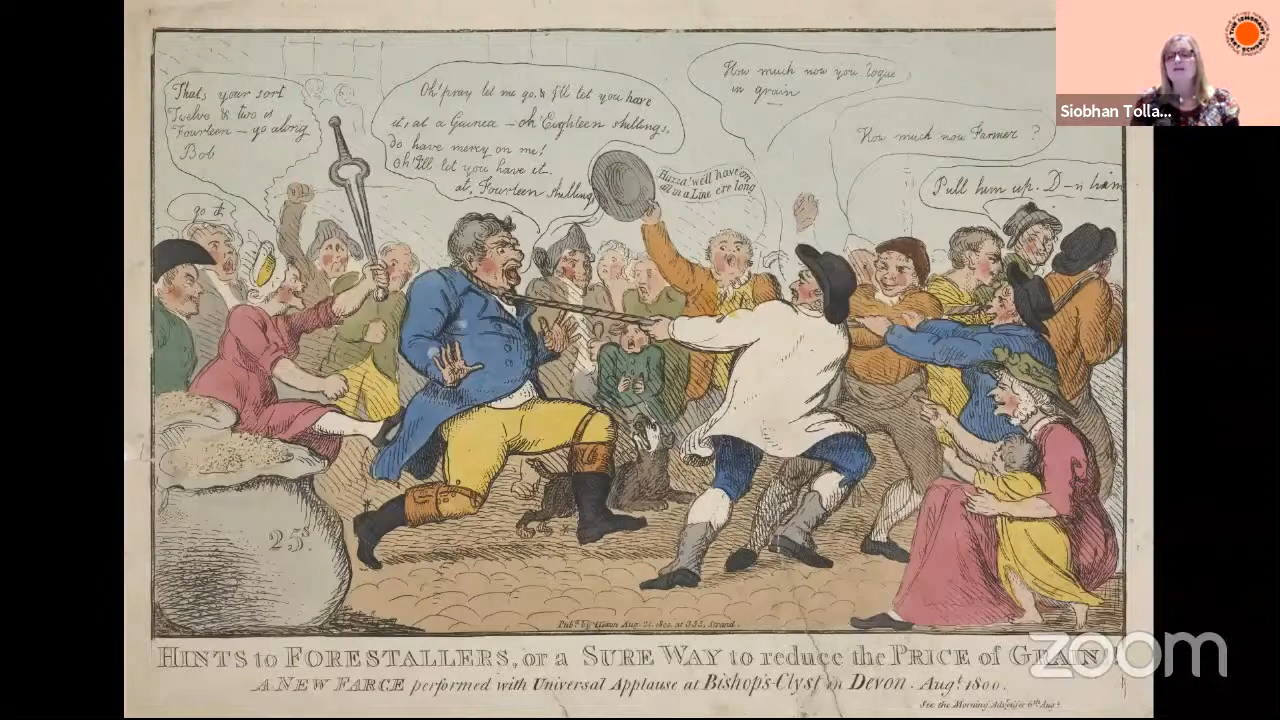 Siobhan Tolla...
Thats your sort
Twelve & two is
Fourteen – go along
Bob
go it
Oh' pray let me go, & I'll let you have
it, at a Guinea – oh Eighteen shillings,
do have mercy on me!
oh I'll let you have it.
at, Fourteen shilling
Huzza! we'll have em
all in a Line e're long
How much now you rogue
in grain
How much now Farmer ?
Pull him up. D–n him
25s.
Pubd. by Hixon Aug. 21. 1800. at 355, Strand.
HINTS to FORESTALLERS, or a SURE WAY to reduce the PRICE of GRAIN
A NEW FARCE performed with Universal Applause at Bishop's-Clyst in Devon. Augt. 1800.
See the Morning Advertiser 6th Augt.
zoom